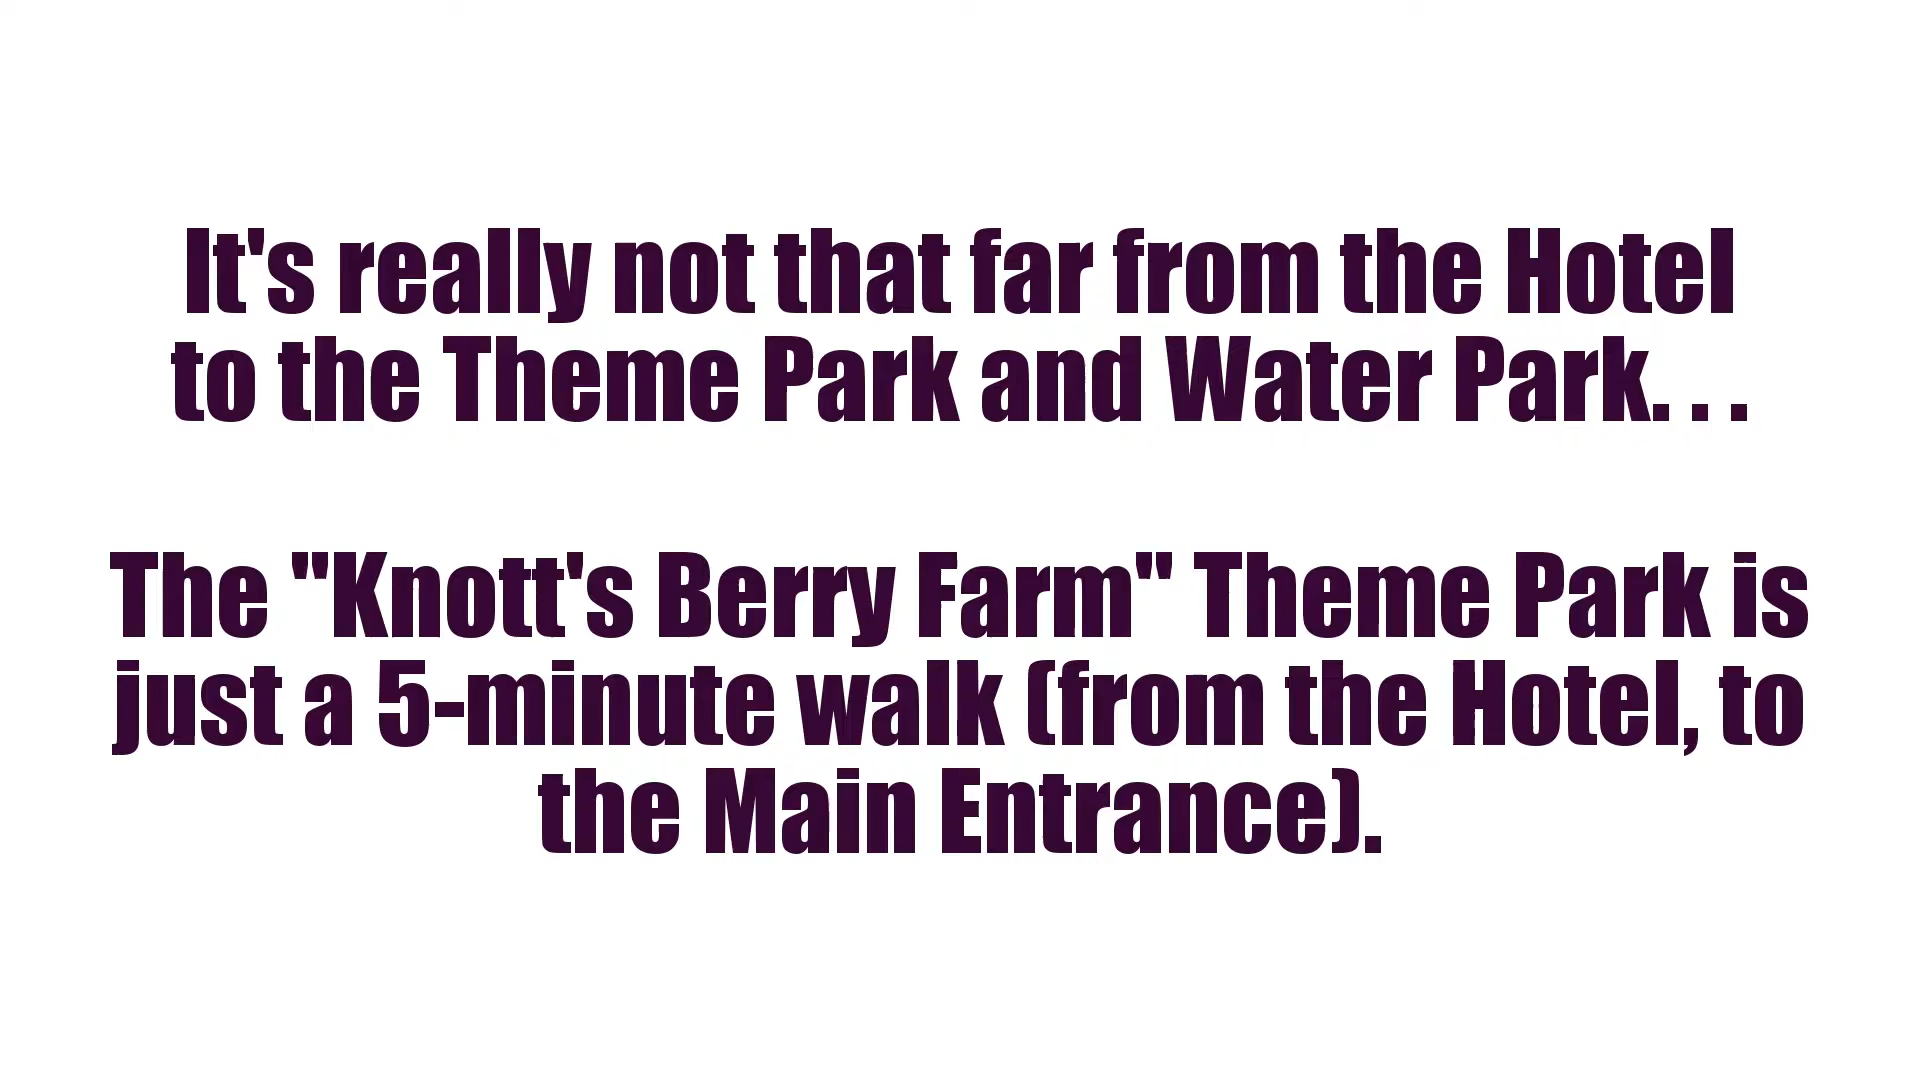 It's really not that far from the Hotel
to the Theme Park and Water Park. . .
The "Knott's Berry Farm" Theme Park is
just a 5-minute walk (from the Hotel, to
the Main Entrance).